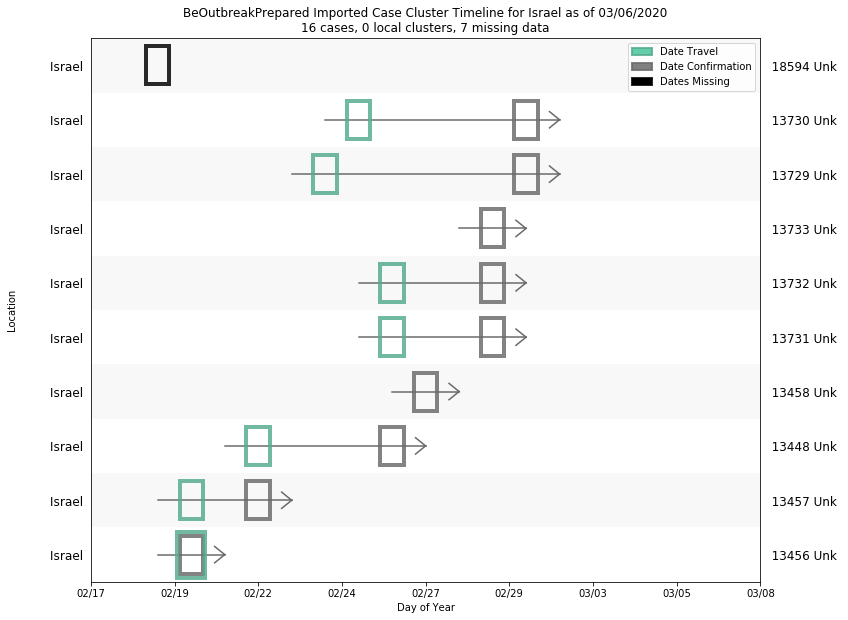 BeOutbreakPrepared Imported Case Cluster Timeline for Israel as of 03/06/2020
16 cases, 0 local clusters, 7 missing data
Date Travel
Date Confirmation
Dates Missing
Israel 18594 Unk
Israel 13730 Unk
Israel 13729 Unk
Israel 13733 Unk
Israel 13732 Unk
Israel 13731 Unk
Israel 13458 Unk
Israel 13448 Unk
Israel 13457 Unk
Israel 13456 Unk
Location
02/17 02/19 02/22 02/24 02/27 02/29 03/03 03/05 03/08
Day of Year